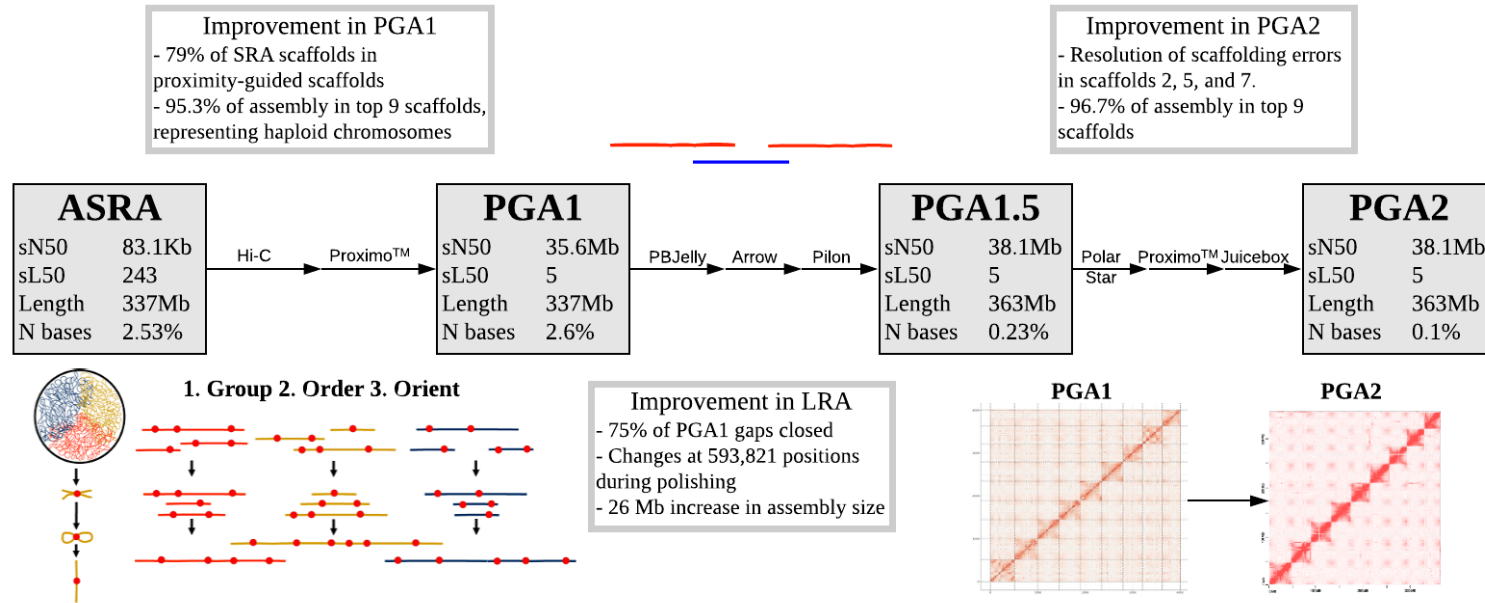 Improvement in PGA1
- 79% of SRA scaffolds in
proximity-guided scaffolds
- 95.3% of assembly in top 9 scaffolds,
representing haploid chromosomes
Improvement in PGA2
- Resolution of scaffolding errors
in scaffolds 2, 5, and 7.
- 96.7% of assembly in top 9
scaffolds
ASRA
sN50 83.1Kb
sL50 243
Length 337Mb
N bases 2.53%
Hi-C
Proximo™
PGA1
sN50 35.6Mb
sL50 5
Length 337Mb
N bases 2.6%
PBJelly
Arrow
Pilon
PGA1.5
sN50 38.1Mb
sL50 5
Length 363Mb
N bases 0.23%
Polar
Star
Proximo™
Juicebox
PGA2
sN50 38.1Mb
sL50 5
Length 363Mb
N bases 0.1%
1. Group 2. Order 3. Orient
Improvement in LRA
- 75% of PGA1 gaps closed
- Changes at 593,821 positions
during polishing
- 26 Mb increase in assembly size
PGA1
PGA2